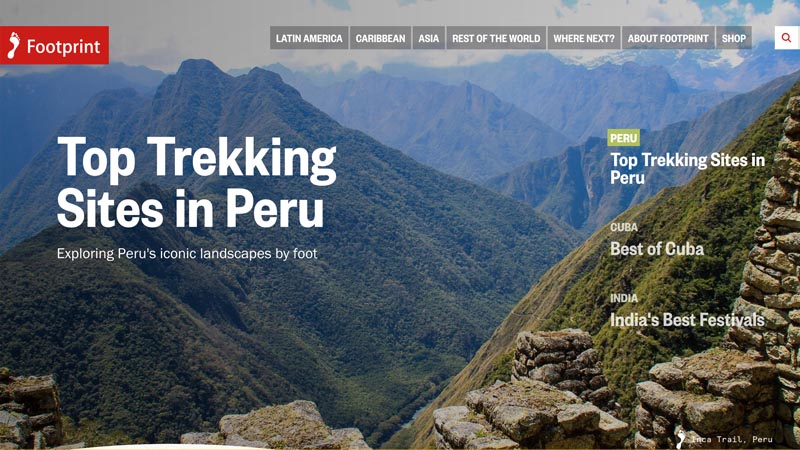 Footprint
LATIN AMERICA
CARIBBEAN
ASIA
REST OF THE WORLD
WHERE NEXT?
ABOUT FOOTPRINT
SHOP
Top Trekking
Sites in Peru
Exploring Peru's iconic landscapes by foot
PERU
Top Trekking Sites in
Peru
CUBA
Best of Cuba
INDIA
India's Best Festivals
Inca Trail, Peru